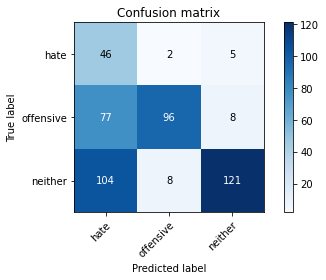 Confusion matrix
hate 46 2 5
offensive 77 96 8
neither 104 8 121
hate offensive neither
True label
Predicted label
120
100
80
60
40
20